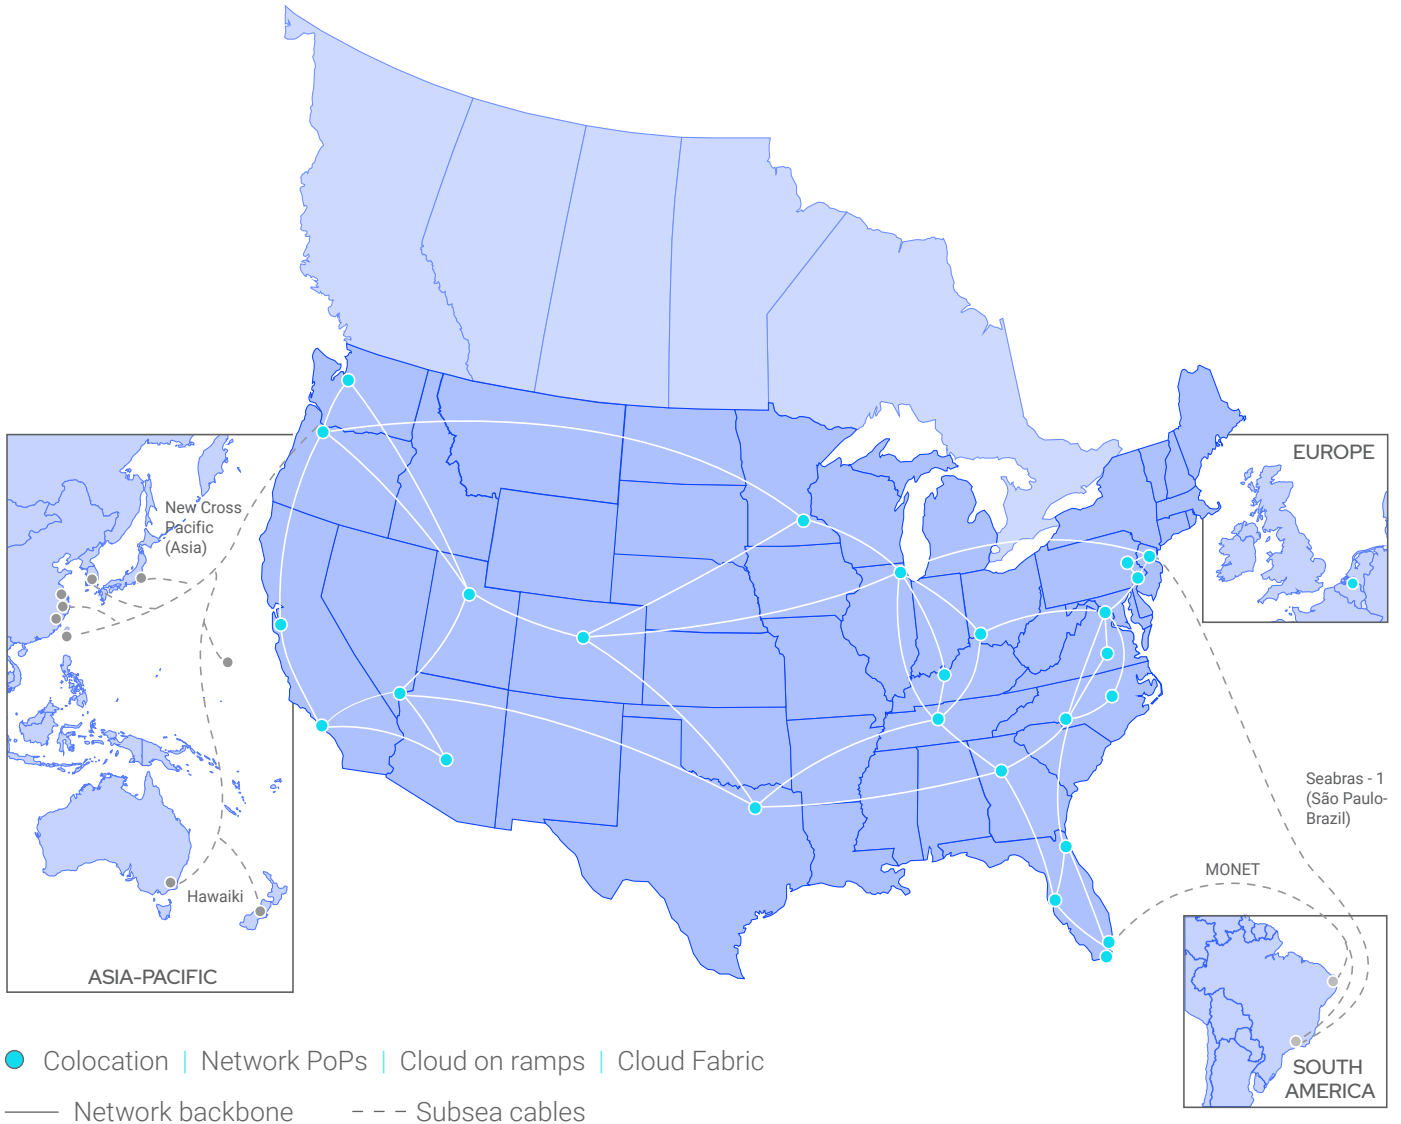 New Cross
Pacific
(Asia)
Hawaiki
ASIA-PACIFIC
EUROPE
Seabras - 1
(São Paulo-
Brazil)
MONET
SOUTH
AMERICA
Colocation | Network PoPs | Cloud on ramps | Cloud Fabric
Network backbone Subsea cables